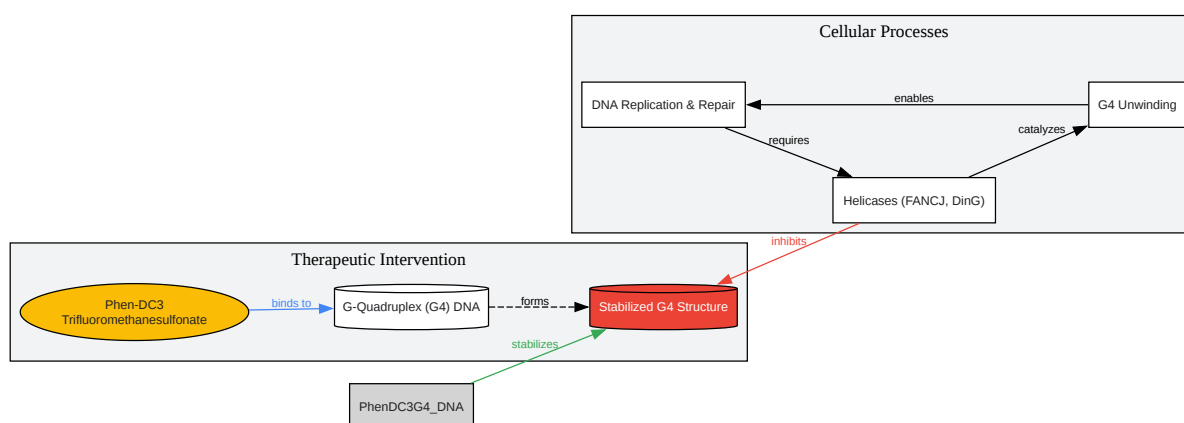 Cellular Processes
DNA Replication & Repair
enables
G4 Unwinding
requires
catalyzes
Helicases (FANCJ, DinG)
inhibits
Therapeutic Intervention
Phen-DC3
Trifluoromethanesulfonate
binds to
G-Quadruplex (G4) DNA
forms
Stabilized G4 Structure
stabilizes
PhenDC3G4_DNA